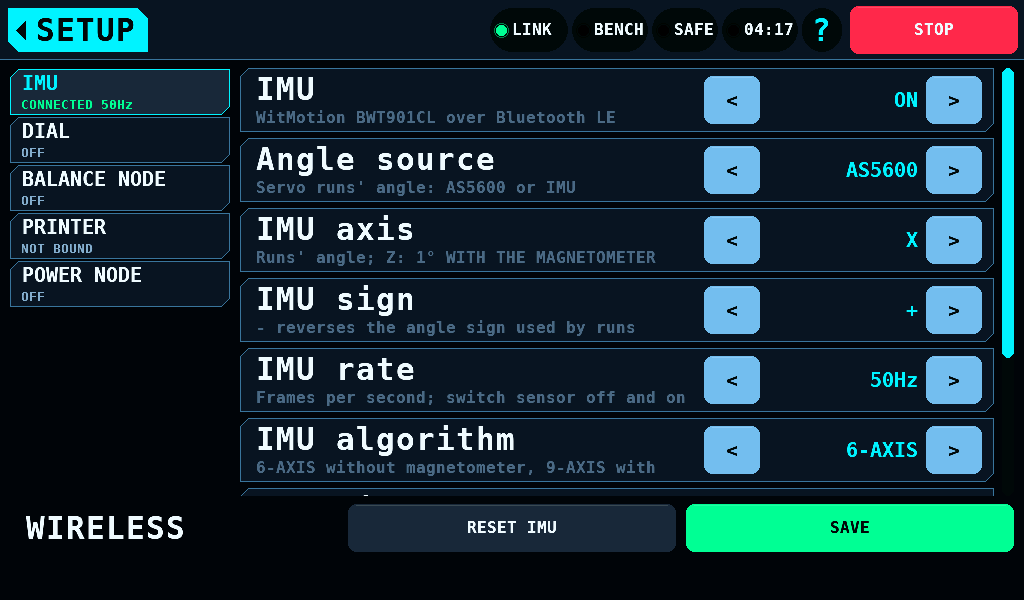 SETUP
LINK
BENCH
SAFE
04:17
?
STOP
IMU
CONNECTED 50Hz
DIAL
OFF
BALANCE NODE
OFF
PRINTER
NOT BOUND
POWER NODE
OFF
IMU
WitMotion BWT901CL over Bluetooth LE
<
ON
>
Angle source
Servo runs' angle: AS5600 or IMU
<
AS5600
>
IMU axis
Runs' angle; Z: 1° WITH THE MAGNETOMETER
<
X
>
IMU sign
- reverses the angle sign used by runs
<
+
>
IMU rate
Frames per second; switch sensor off and on
<
50Hz
>
IMU algorithm
6-AXIS without magnetometer, 9-AXIS with
<
6-AXIS
>
WIRELESS
RESET IMU
SAVE